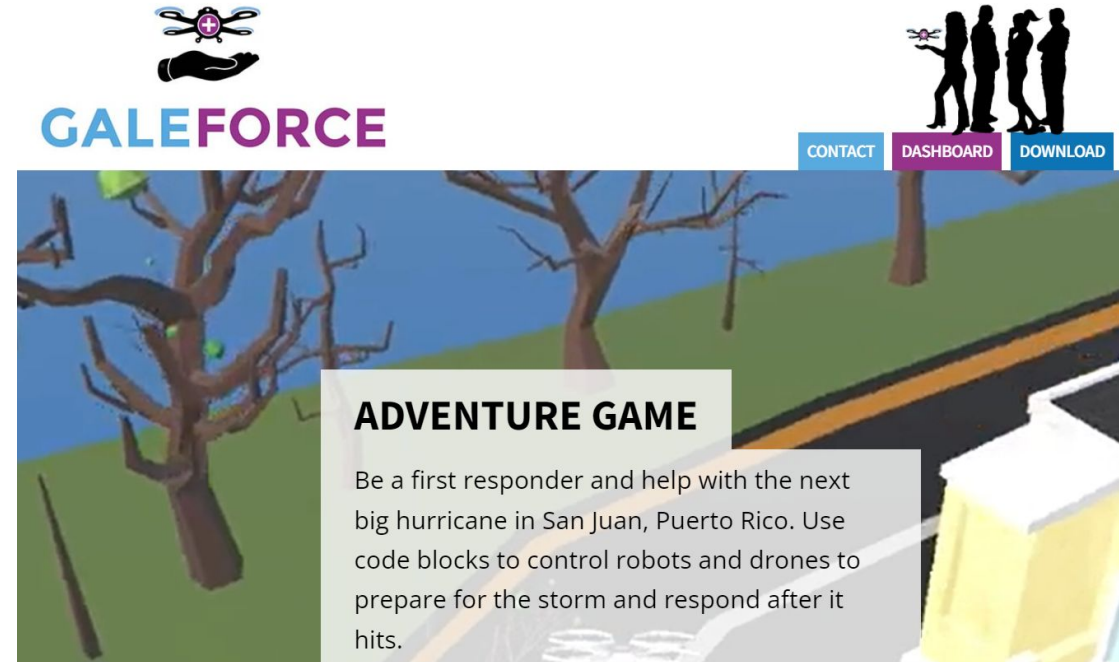 GALEFORCE
CONTACT DASHBOARD DOWNLOAD
ADVENTURE GAME
Be a first responder and help with the next
big hurricane in San Juan, Puerto Rico. Use
code blocks to control robots and drones to
prepare for the storm and respond after it
hits.